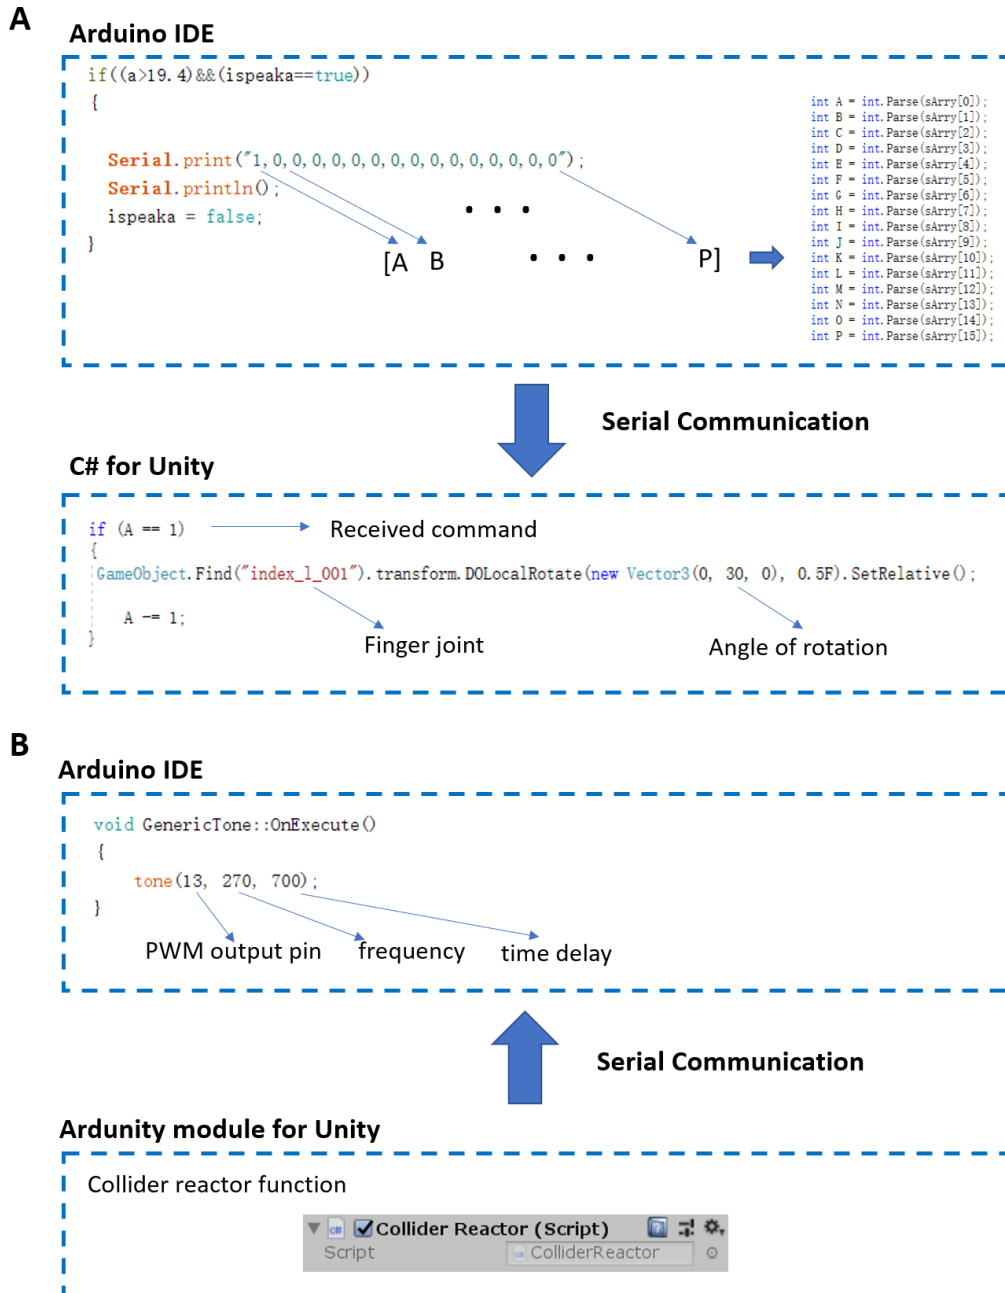 A
Arduino IDE
if((a>19.4)&&(ispeaka==true))
{
Serial.print("1,0,0,0,0,0,0,0,0,0,0,0,0,0,0,0");
Serial.println();
ispeaka = false;
}
[A B ... ... P]
int A = int.Parse(sArry[0]);
int B = int.Parse(sArry[1]);
int C = int.Parse(sArry[2]);
int D = int.Parse(sArry[3]);
int E = int.Parse(sArry[4]);
int F = int.Parse(sArry[5]);
int G = int.Parse(sArry[6]);
int H = int.Parse(sArry[7]);
int I = int.Parse(sArry[8]);
int J = int.Parse(sArry[9]);
int K = int.Parse(sArry[10]);
int L = int.Parse(sArry[11]);
int M = int.Parse(sArry[12]);
int N = int.Parse(sArry[13]);
int O = int.Parse(sArry[14]);
int P = int.Parse(sArry[15]);
Serial Communication
C# for Unity
if (A == 1)
Received command
{
GameObject.Find("index_l_001").transform.DOLocalRotate(new Vector3(0, 30, 0), 0.5F).SetRelative();
A -= 1;
}
Finger joint
Angle of rotation
B
Arduino IDE
void GenericTone::OnExecute()
{
tone(13, 270, 700);
}
PWM output pin frequency time delay
Serial Communication
Ardunity module for Unity
Collider reactor function
C# Collider Reactor (Script)
Script ColliderReactor